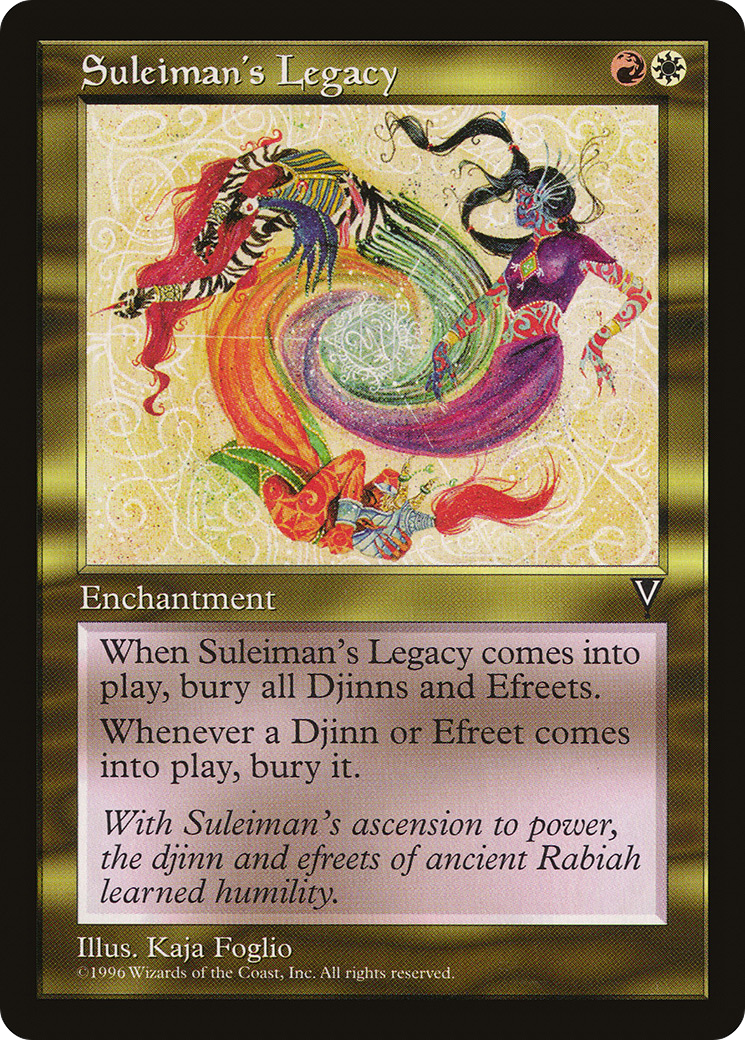 Suleiman's Legacy
Enchantment
V
When Suleiman's Legacy comes into
play, bury all Djinns and Efreets.
Whenever a Djinn or Efreet comes
into play, bury it.
With Suleiman's ascension to power,
the djinn and efreets of ancient Rabiah
learned humility.
Illus. Kaja Foglio
©1996 Wizards of the Coast, Inc. All rights reserved.